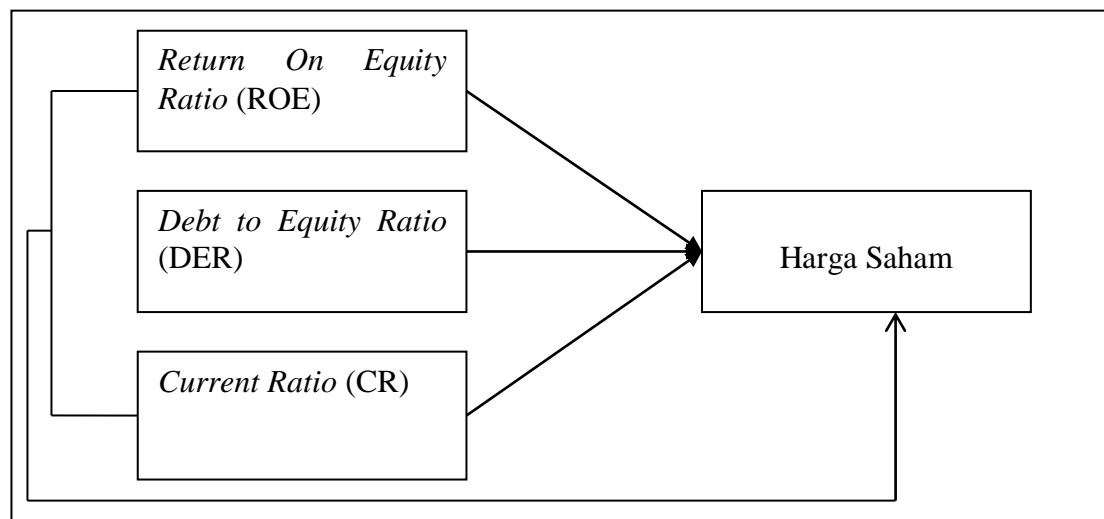 Return On Equity
Ratio (ROE)
Debt to Equity Ratio
(DER)
Harga Saham
Current Ratio (CR)